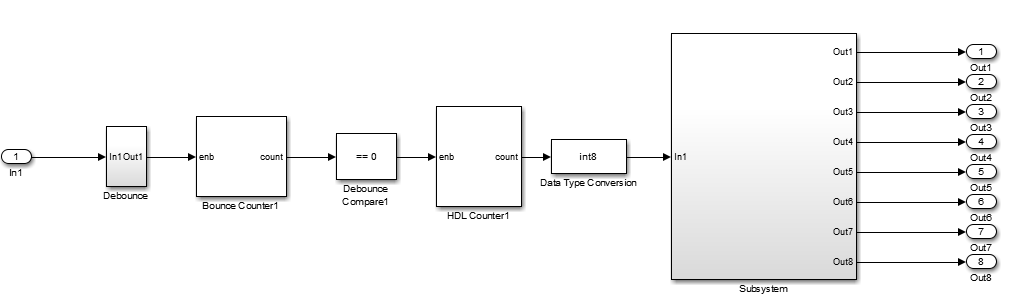 1
In1
In1 Out1
Debounce
enb count
Bounce Counter1
== 0
Debounce
Compare1
enb count
HDL Counter1
int8
Data Type Conversion
In1
Out1
Out2
Out3
Out4
Out5
Out6
Out7
Out8
Subsystem
1
Out1
2
Out2
3
Out3
4
Out4
5
Out5
6
Out6
7
Out7
8
Out8